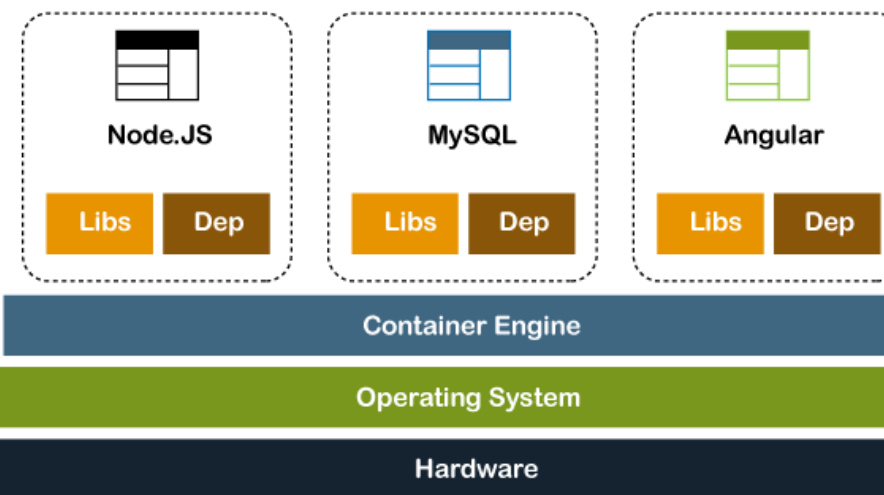 Node.JS MySQL Angular
Libs Dep Libs Dep Libs Dep
Container Engine
Operating System
Hardware